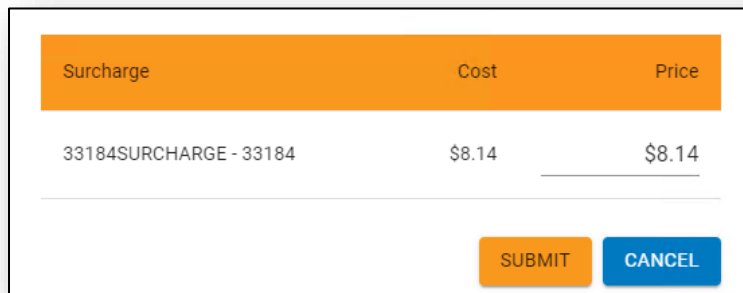 Surcharge Cost Price
33184SURCHARGE - 33184 $8.14 $8.14
SUBMIT CANCEL